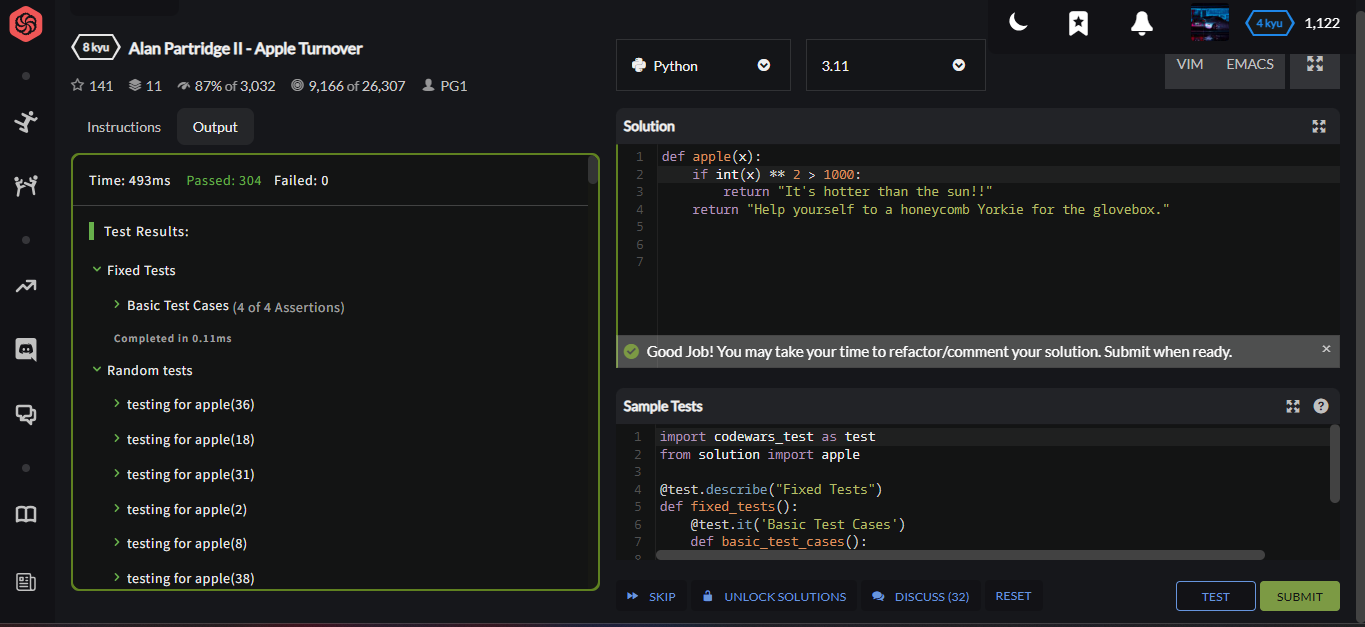 8 kyu Alan Partridge II - Apple Turnover
141 11 87% of 3,032 9,166 of 26,307 PG1
Instructions Output
Time: 493ms Passed: 304 Failed: 0
Test Results:
Fixed Tests
Basic Test Cases (4 of 4 Assertions)
Completed in 0.11ms
Random tests
testing for apple(36)
testing for apple(18)
testing for apple(31)
testing for apple(2)
testing for apple(8)
testing for apple(38)
4 kyu 1,122
Python 3.11 VIM EMACS
Solution
1 def apple(x):
2 if int(x) ** 2 > 1000:
3 return "It's hotter than the sun!!"
4 return "Help yourself to a honeycomb Yorkie for the glovebox."
5
6
7
Good Job! You may take your time to refactor/comment your solution. Submit when ready. ×
Sample Tests ?
1 import codewars_test as test
2 from solution import apple
3
4 @test.describe("Fixed Tests")
5 def fixed_tests():
6 @test.it('Basic Test Cases')
7 def basic_test_cases():
SKIP UNLOCK SOLUTIONS DISCUSS (32) RESET TEST SUBMIT